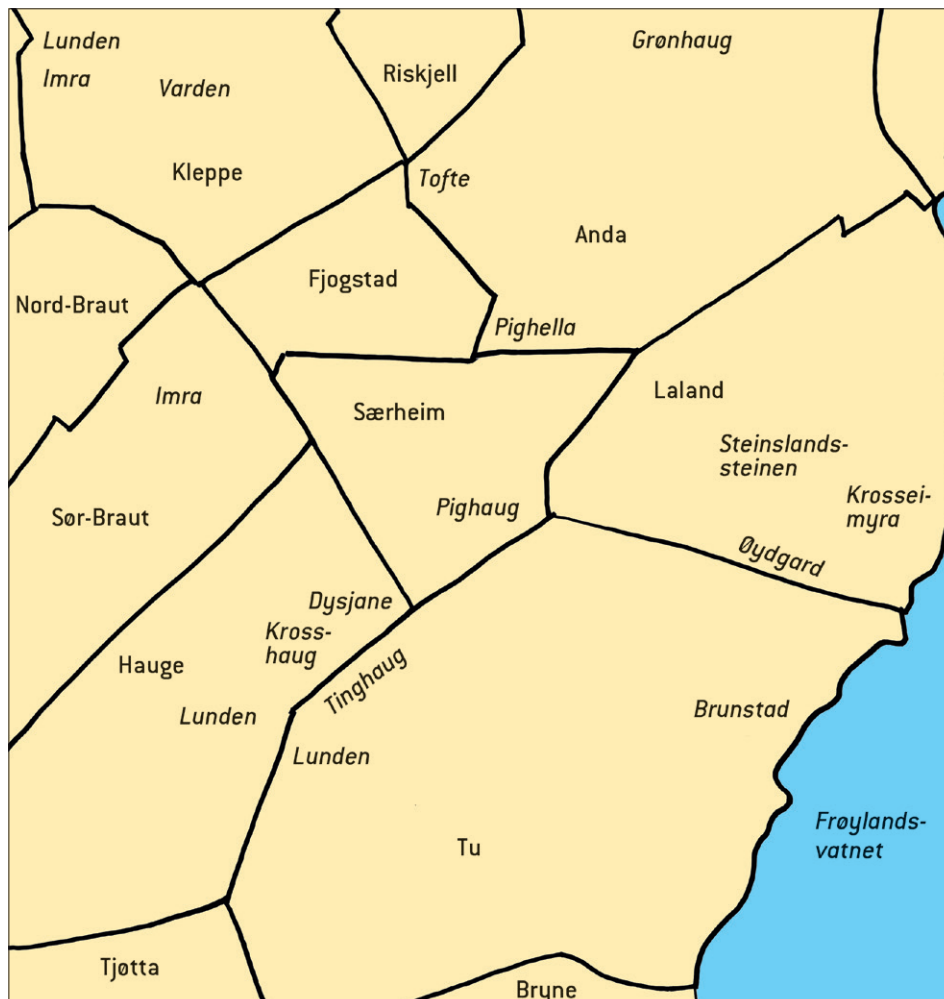 Lunden
Imra
Varden
Kleppe
Riskjell
Grønhaug
Tofte
Anda
Nord-Braut
Fjogstad
Pighella
Imra
Særheim
Laland
Steinslands-
steinen
Krossei-
myra
Sør-Braut
Pighaug
Øydgard
Dysjane
Kross-
haug
Hauge
Tinghaug
Lunden
Lunden
Brunstad
Tu
Frøylands-
vatnet
Tjøtta
Bryne